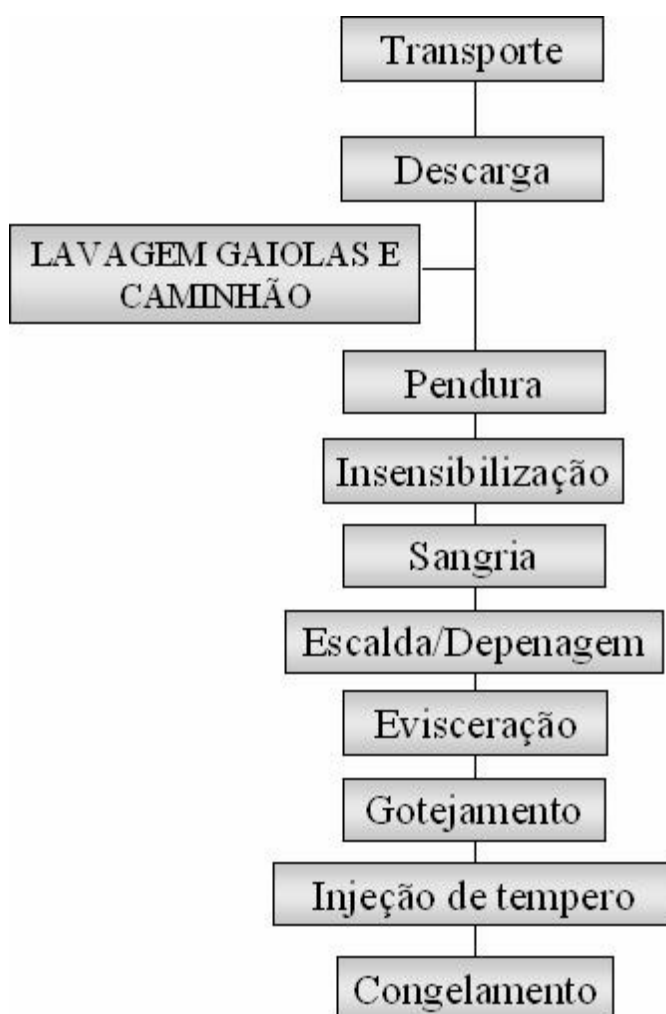 Transporte
Descarga
LAVAGEM GAIOLAS E
CAMINHÃO
Pendura
Insensibilização
Sangria
Escalda/Depenagem
Evisceração
Gotejamento
Injeção de tempero
Congelamento